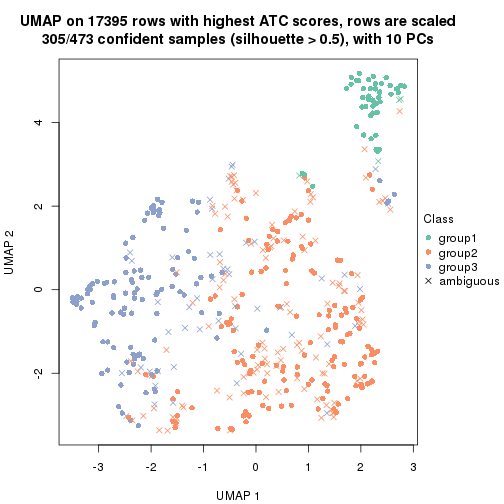 UMAP on 17395 rows with highest ATC scores, rows are scaled
305/473 confident samples (silhouette > 0.5), with 10 PCs
4
2
0
-2
UMAP 2
-3
-2
-1
0
1
2
3
UMAP 1
Class
group1
group2
group3
ambiguous